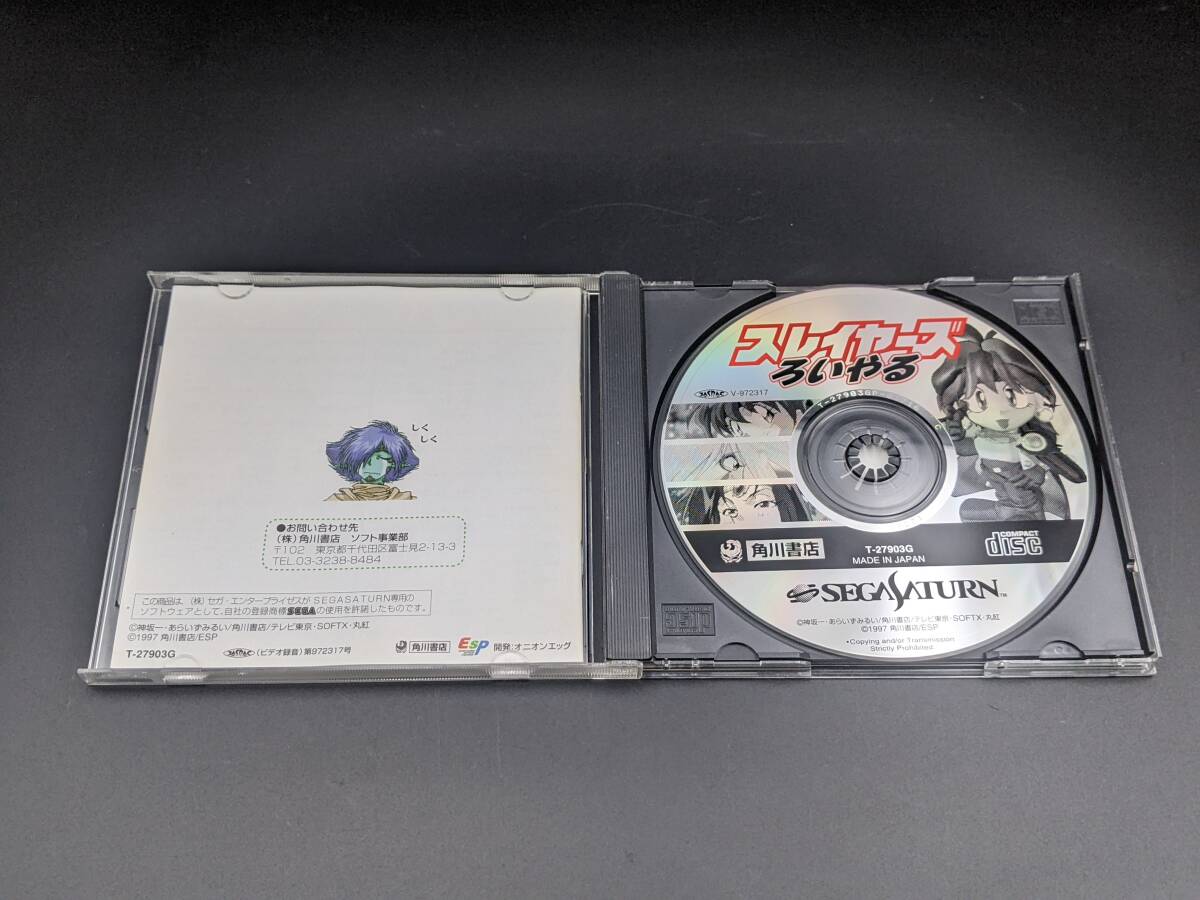 しく
しく
●お問い合わせ先
(株)角川書店 ソフト事業部
〒102 東京都千代田区富士見2-13-3
TEL.03-3238-8484
この商品は、(株)セガ・エンタープライゼスがSEGASATURN専用の
ソフトウェアとして、自社の登録商標SEGAの使用を許諾したものです。
©神坂一・あらいずみるい/角川書店/テレビ東京・SOFTX・丸紅
©1997 角川書店/ESP
T-27903G
(ビデオ録音)第972317号
角川書店
ESP
開発:オニオンエッグ
スレイヤーズ
ろいやる
V-972317
T-27903G
角川書店
T-27903G
MADE IN JAPAN
COMPACT
disc
SEGASATURN™
©神坂一・あらいずみるい/角川書店/テレビ東京・SOFTX・丸紅
©1997 角川書店/ESP
•Copying and/or Transmission
Strictly Prohibited.